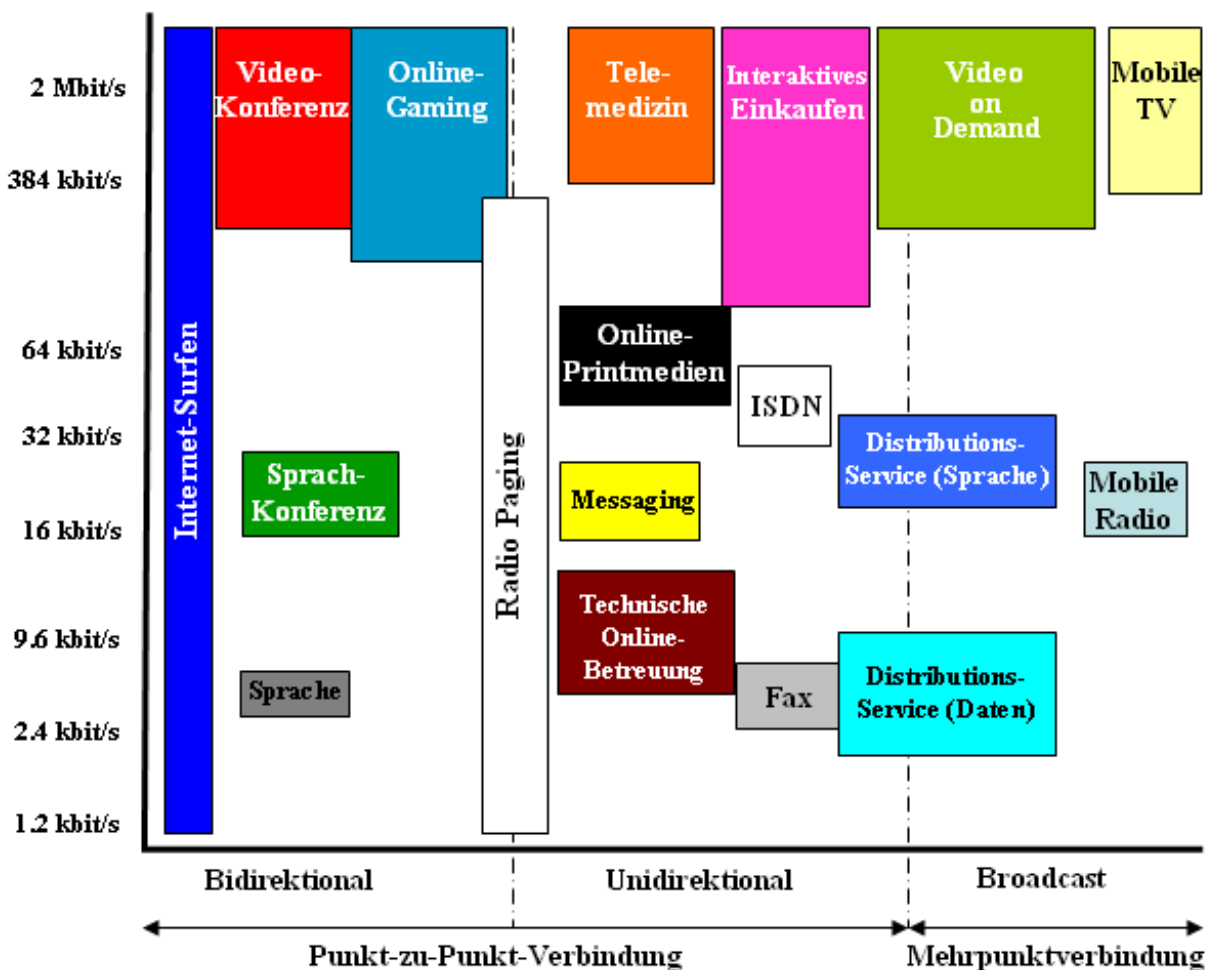 2 Mbit/s
384 kbit/s
64 kbit/s
32 kbit/s
16 kbit/s
9.6 kbit/s
2.4 kbit/s
1.2 kbit/s
Internet-Surfen
Video-
Konferenz
Online-
Gaming
Tele-
medizin
Interaktives
Einkaufen
Video
on
Demand
Mobile
TV
Radio Paging
Online-
Printmedien
ISDN
Sprach-
Konferenz
Messaging
Distributions-
Service (Sprache)
Mobile
Radio
Technische
Online-
Betreuung
Sprache
Fax
Distributions-
Service (Daten)
Bidirektional
Unidirektional
Broadcast
Punkt-zu-Punkt-Verbindung
Mehrpunktverbindung